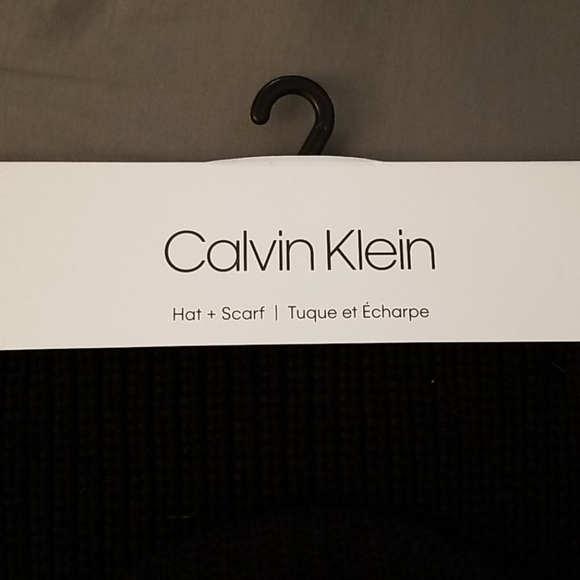 Calvin Klein
Hat + Scarf | Tuque et Écharpe